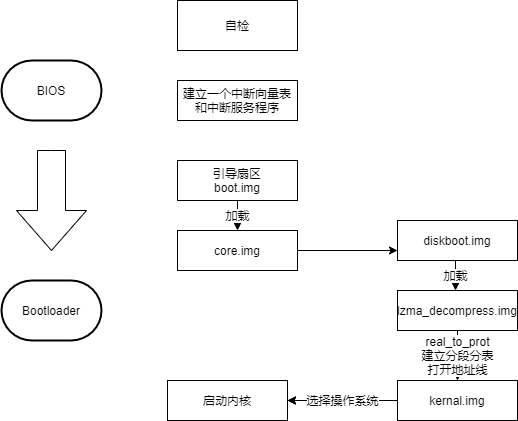 自检
BIOS
建立一个中断向量表
和中断服务程序
引导扇区
boot.img
加载
core.img
diskboot.img
加载
Bootloader
lzma_decompress.img
real_to_prot
建立分段分表
打开地址线
启动内核
选择操作系统
kernal.img